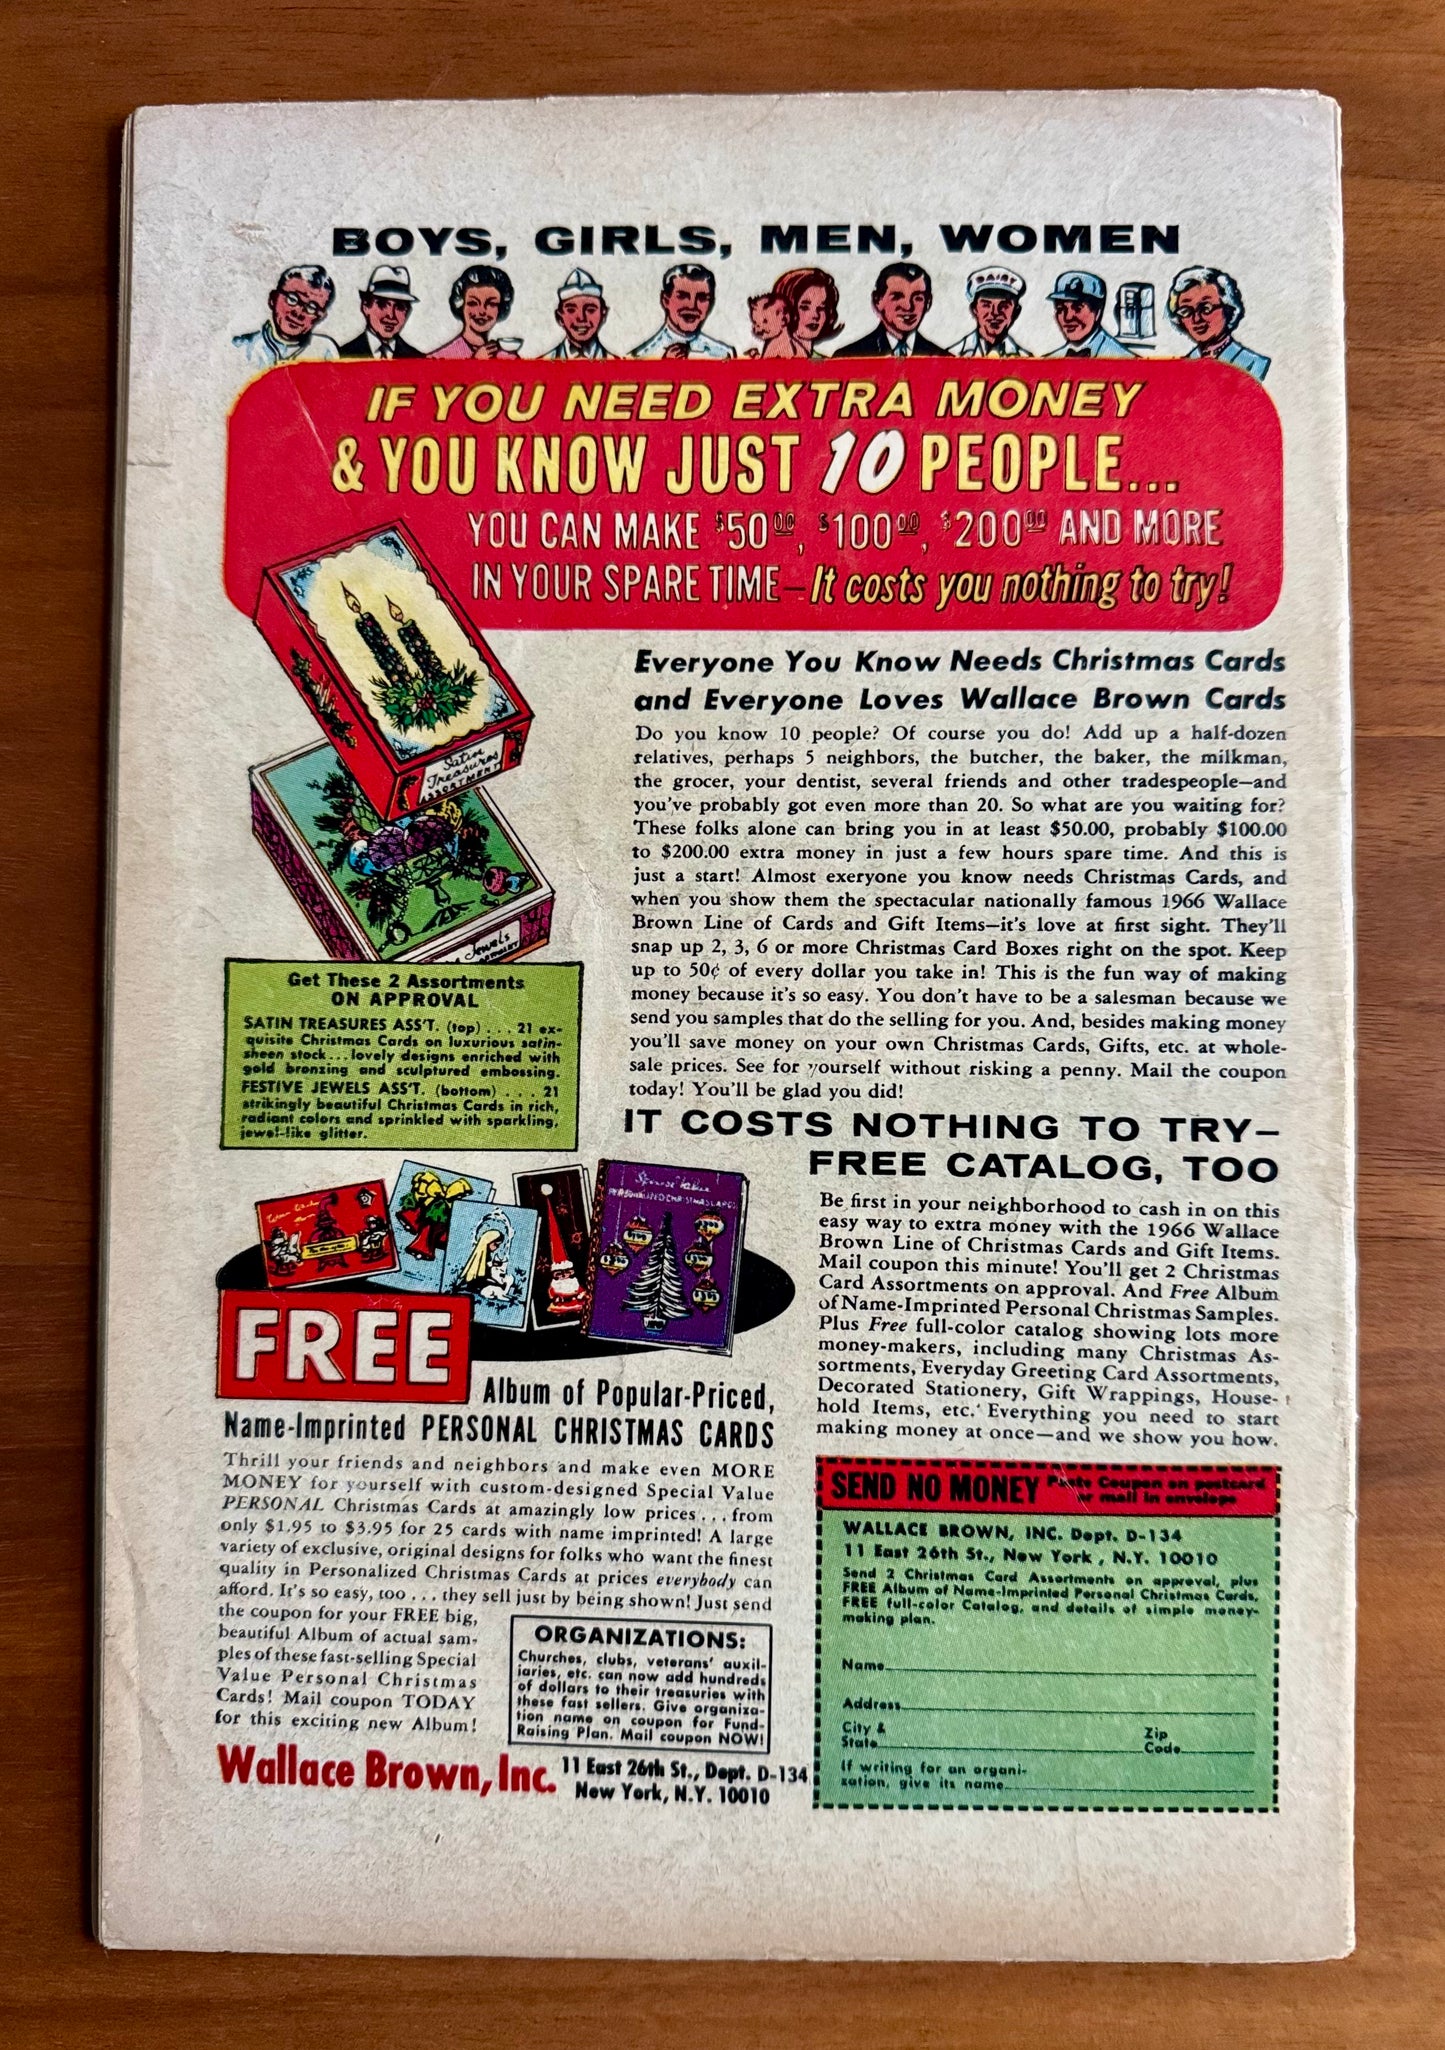 BOYS, GIRLS, MEN, WOMEN
DAIRY
IF YOU NEED EXTRA MONEY
& YOU KNOW JUST 10 PEOPLE...
YOU CAN MAKE $50.00, $100.00, $200.00 AND MORE
IN YOUR SPARE TIME—It costs you nothing to try!
Satin
Treasures
ASSORTMENT
Jewels
Get These 2 Assortments
ON APPROVAL
SATIN TREASURES ASS'T. (top) . . . 21 ex-
quisite Christmas Cards on luxurious satin-
sheen stock . . . lovely designs enriched with
gold bronzing and sculptured embossing.
FESTIVE JEWELS ASS'T. (bottom) . . . 21
strikingly beautiful Christmas Cards in rich,
radiant colors and sprinkled with sparkling,
jewel-like glitter.
Everyone You Know Needs Christmas Cards
and Everyone Loves Wallace Brown Cards
Do you know 10 people? Of course you do! Add up a half-dozen
relatives, perhaps 5 neighbors, the butcher, the baker, the milkman,
the grocer, your dentist, several friends and other tradespeople—and
you've probably got even more than 20. So what are you waiting for?
These folks alone can bring you in at least $50.00, probably $100.00
to $200.00 extra money in just a few hours spare time. And this is
just a start! Almost exeryone you know needs Christmas Cards, and
when you show them the spectacular nationally famous 1966 Wallace
Brown Line of Cards and Gift Items—it's love at first sight. They'll
snap up 2, 3, 6 or more Christmas Card Boxes right on the spot. Keep
up to 50¢ of every dollar you take in! This is the fun way of making
money because it's so easy. You don't have to be a salesman because we
send you samples that do the selling for you. And, besides making money
you'll save money on your own Christmas Cards, Gifts, etc. at whole-
sale prices. See for yourself without risking a penny. Mail the coupon
today! You'll be glad you did!
IT COSTS NOTHING TO TRY—
FREE CATALOG, TOO
Be first in your neighborhood to cash in on this
easy way to extra money with the 1966 Wallace
Brown Line of Christmas Cards and Gift Items.
Mail coupon this minute! You'll get 2 Christmas
Card Assortments on approval. And Free Album
of Name-Imprinted Personal Christmas Samples.
Plus Free full-color catalog showing lots more
money-makers, including many Christmas As-
sortments, Everyday Greeting Card Assortments,
Decorated Stationery, Gift Wrappings, House-
hold Items, etc. Everything you need to start
making money at once—and we show you how.
PERSONALIZED CHRISTMAS CARDS
FREE
Album of Popular-Priced,
Name-Imprinted PERSONAL CHRISTMAS CARDS
Thrill your friends and neighbors and make even MORE
MONEY for yourself with custom-designed Special Value
PERSONAL Christmas Cards at amazingly low prices . . . from
only $1.95 to $3.95 for 25 cards with name imprinted! A large
variety of exclusive, original designs for folks who want the finest
quality in Personalized Christmas Cards at prices everybody can
afford. It's so easy, too . . . they sell just by being shown! Just send
the coupon for your FREE big,
beautiful Album of actual sam-
ples of these fast-selling Special
Value Personal Christmas
Cards! Mail coupon TODAY
for this exciting new Album!
ORGANIZATIONS:
Churches, clubs, veterans' auxil-
iaries, etc. can now add hundreds
of dollars to their treasuries with
these fast sellers. Give organiza-
tion name on coupon for Fund-
Raising Plan. Mail coupon NOW!
Wallace Brown, Inc. 11 East 26th St., Dept. D-134
New York, N.Y. 10010
SEND NO MONEY Paste Coupon on postcard
or mail in envelope
WALLACE BROWN, INC. Dept. D-134
11 East 26th St., New York , N.Y. 10010
Send 2 Christmas Card Assortments on approval, plus
FREE Album of Name-Imprinted Personal Christmas Cards,
FREE full-color Catalog, and details of simple money-
making plan.
Name
Address
City &
State
Zip
Code
If writing for an organi-
zation, give its name